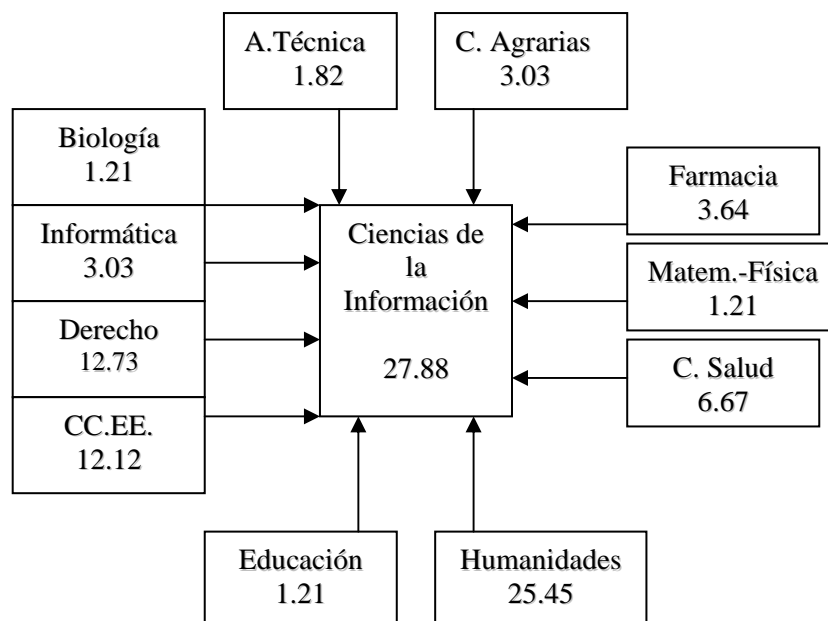 A.Técnica
1.82
C. Agrarias
3.03
Biología
1.21
Informática
3.03
Derecho
12.73
CC.EE.
12.12
Ciencias de
la
Información
27.88
Farmacia
3.64
Matem.-Física
1.21
C. Salud
6.67
Educación
1.21
Humanidades
25.45